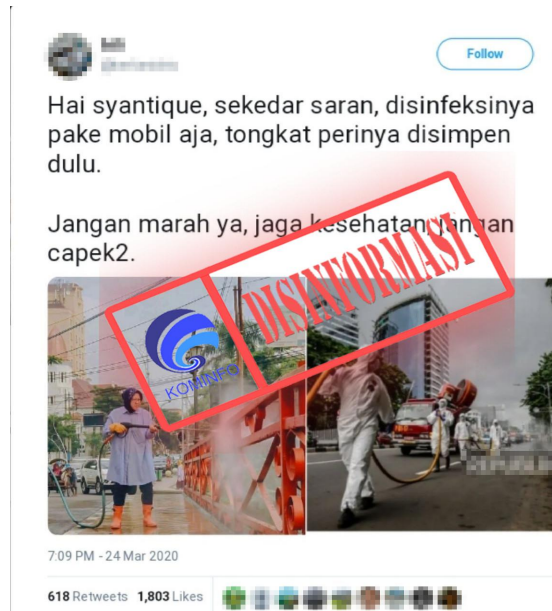 Follow
Hai syantique, sekedar saran, disinfeksinya
pake mobil aja, tongkat perinya disimpen
dulu.
Jangan marah ya, jaga kesehatan, jangan
capek2.
DISINFORMASI
KOMINFO
7:09 PM - 24 Mar 2020
618 Retweets 1,803 Likes